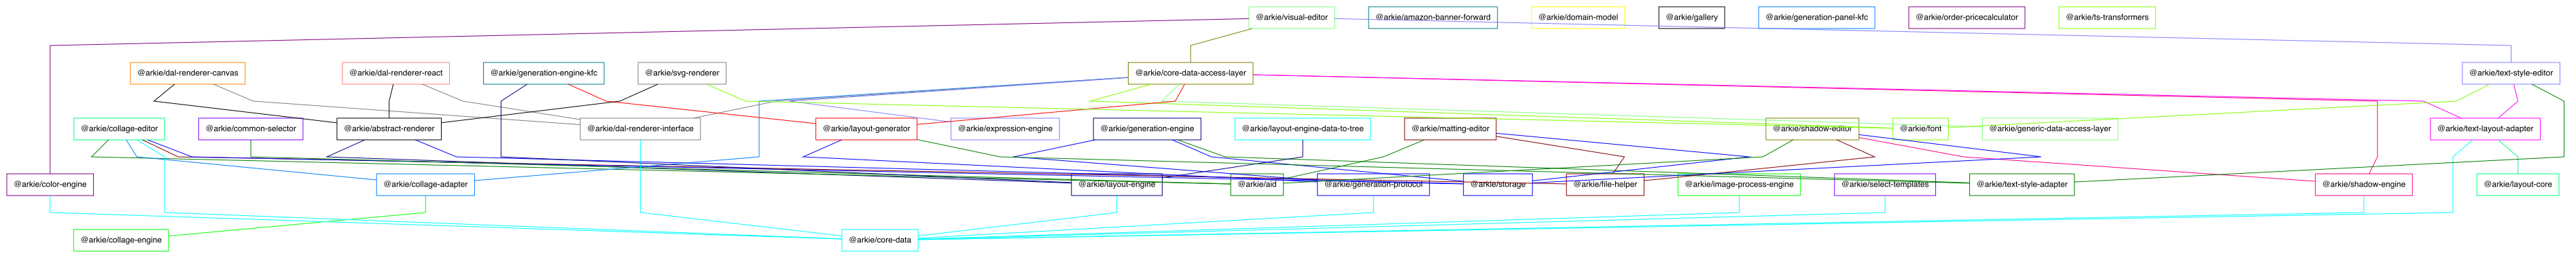 @arkie/visual-editor
@arkie/amazon-banner-forward
@arkie/domain-model
@arkie/gallery
@arkie/generation-panel-kfc
@arkie/order-pricecalculator
@arkie/ts-transformers
@arkie/dal-renderer-canvas
@arkie/dal-renderer-react
@arkie/generation-engine-kfc
@arkie/svg-renderer
@arkie/core-data-access-layer
@arkie/text-style-editor
@arkie/collage-editor
@arkie/common-selector
@arkie/abstract-renderer
@arkie/dal-renderer-interface
@arkie/layout-generator
@arkie/expression-engine
@arkie/generation-engine
@arkie/layout-engine-data-to-tree
@arkie/matting-editor
@arkie/shadow-editor
@arkie/font
@arkie/generic-data-access-layer
@arkie/text-layout-adapter
@arkie/color-engine
@arkie/collage-adapter
@arkie/layout-engine
@arkie/aid
@arkie/generation-protocol
@arkie/storage
@arkie/file-helper
@arkie/image-process-engine
@arkie/select-templates
@arkie/text-style-adapter
@arkie/shadow-engine
@arkie/layout-core
@arkie/collage-engine
@arkie/core-data